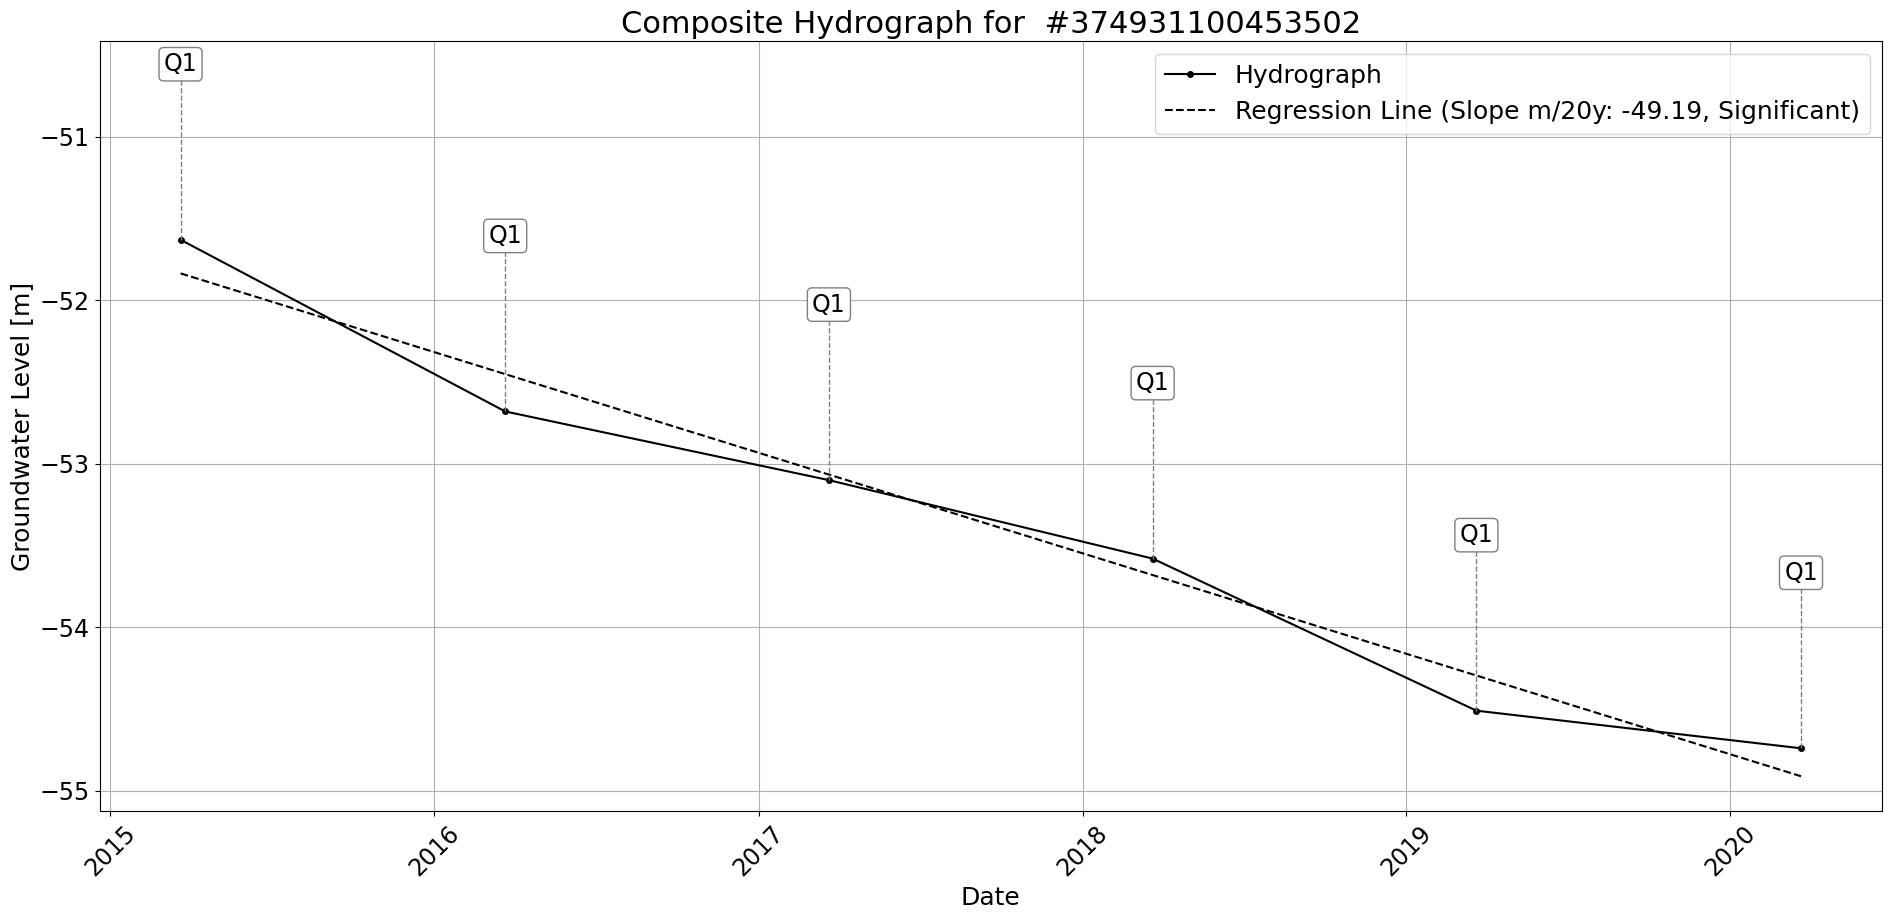 Composite Hydrograph for  #374931100453502
Hydrograph
Regression Line (Slope m/20y: -49.19, Significant)
Q1
Q1
Q1
Q1
Q1
Q1
−51
−52
−53
−54
−55
Groundwater Level [m]
2015
2016
2017
2018
2019
2020
Date